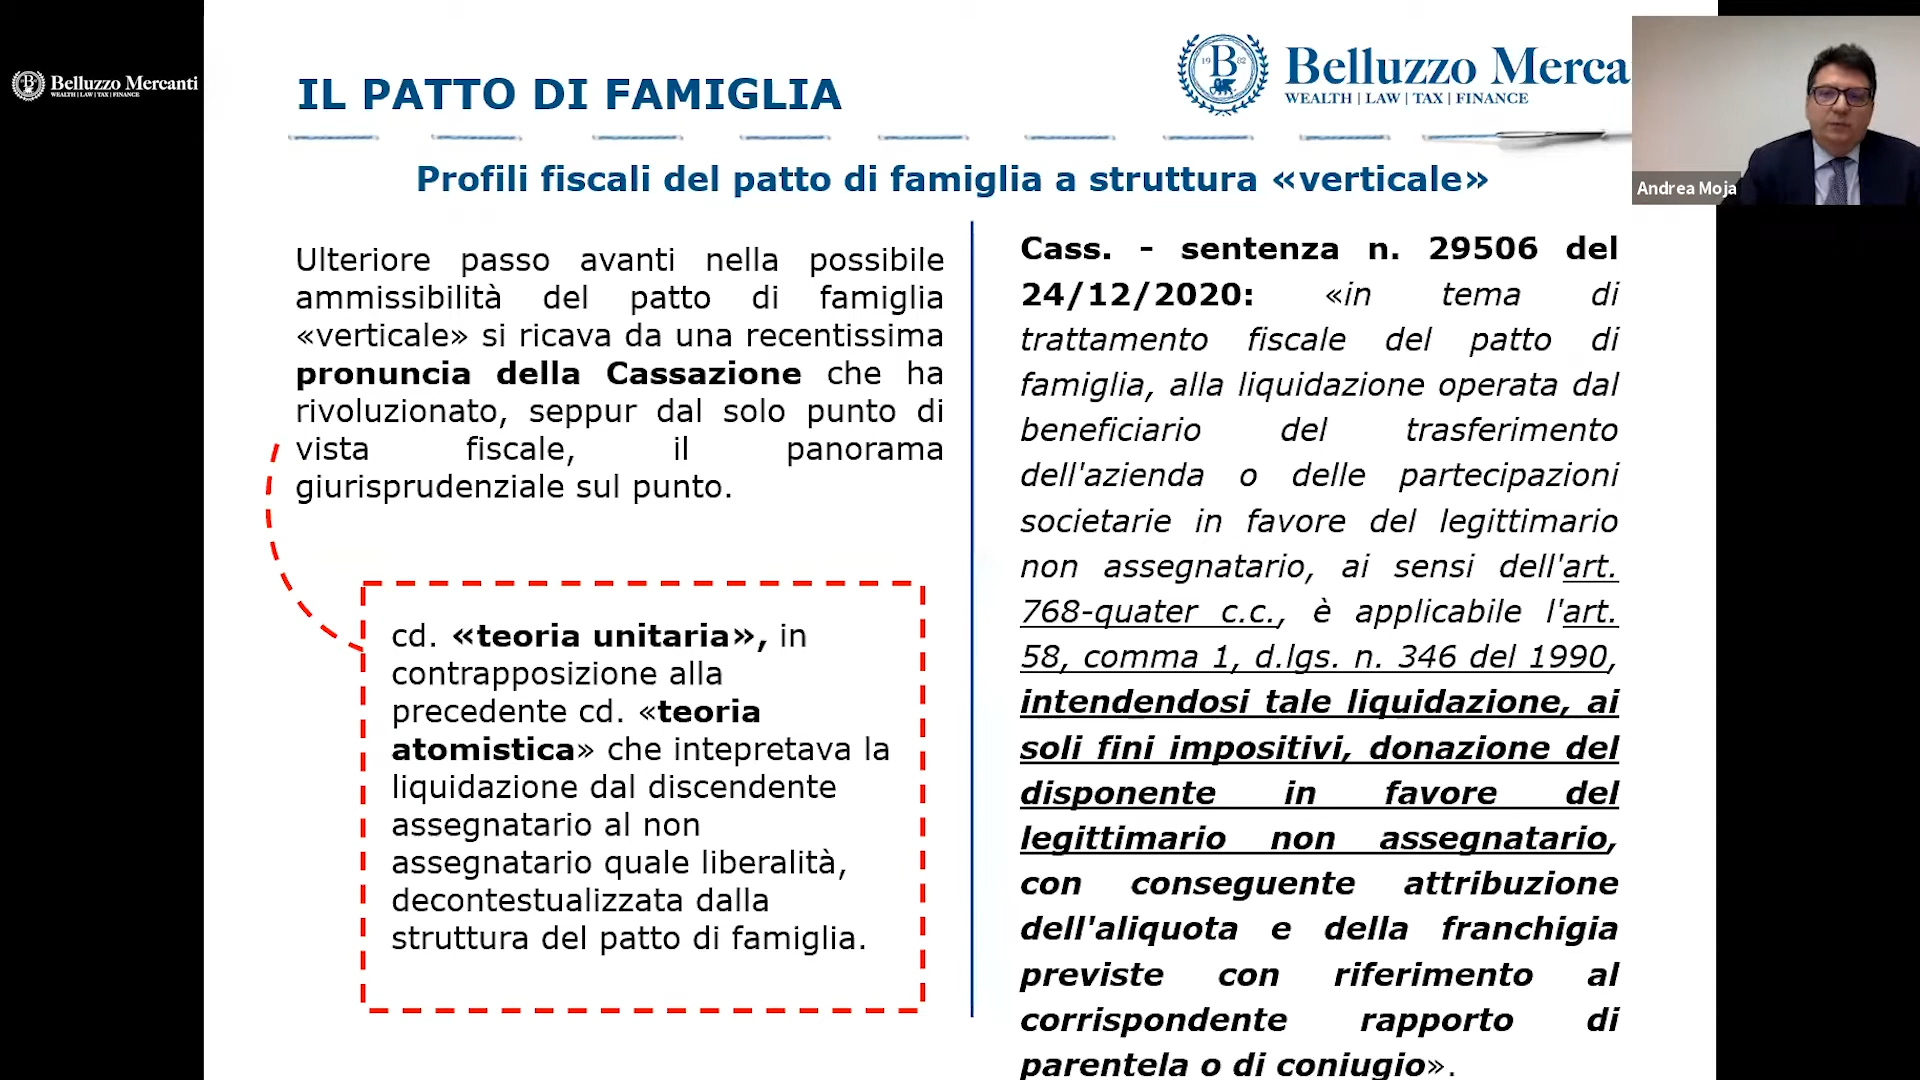 Belluzzo Mercanti
WEALTH | LAW | TAX | FINANCE
IL PATTO DI FAMIGLIA
19 B 82
Belluzzo Merca
WEALTH | LAW | TAX | FINANCE
Andrea Moja
Profili fiscali del patto di famiglia a struttura «verticale»
Ulteriore passo avanti nella possibile
ammissibilità del patto di famiglia
«verticale» si ricava da una recentissima
pronuncia della Cassazione che ha
rivoluzionato, seppur dal solo punto di
vista fiscale, il panorama
giurisprudenziale sul punto.
cd. «teoria unitaria», in
contrapposizione alla
precedente cd. «teoria
atomistica» che intepretava la
liquidazione dal discendente
assegnatario al non
assegnatario quale liberalità,
decontestualizzata dalla
struttura del patto di famiglia.
Cass. - sentenza n. 29506 del
24/12/2020: «in tema di
trattamento fiscale del patto di
famiglia, alla liquidazione operata dal
beneficiario del trasferimento
dell'azienda o delle partecipazioni
societarie in favore del legittimario
non assegnatario, ai sensi dell'art.
768-quater c.c., è applicabile l'art.
58, comma 1, d.lgs. n. 346 del 1990,
intendendosi tale liquidazione, ai
soli fini impositivi, donazione del
disponente in favore del
legittimario non assegnatario,
con conseguente attribuzione
dell'aliquota e della franchigia
previste con riferimento al
corrispondente rapporto di
parentela o di coniugio».